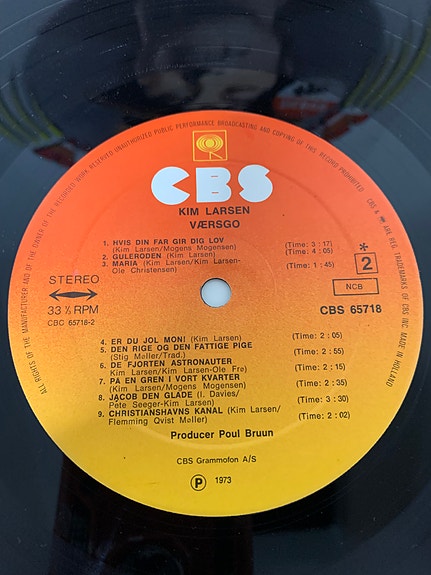 ALL RIGHTS OF THE MANUFACTURER AND OF THE OWNER OF THE RECORDED WORK RESERVED UNAUTHORIZED PUBLIC PERFORMANCE BROADCASTING AND COPYING OF THIS RECORD PROHIBITED
CBS & ARE REG. TRADEMARKS OF CBS INC. MADE IN HOLLAND
CBS
KIM LARSEN
VÆRSGO
1. HVIS DIN FAR GIR DIG LOV
(Kim Larsen/Mogens Mogensen) (Time: 3:17)
2. GULERODEN (Kim Larsen) (Time: 4:05)
3. MARIA (Kim Larsen/Kim Larsen-
Ole Christensen) (Time: 1:45)
STEREO
33 ⅓ RPM
CBC 65718-2
*
2
NCB
CBS 65718
4. ER DU JOL MONI (Kim Larsen) (Time: 2:05)
5. DEN RIGE OG DEN FATTIGE PIGE
(Stig Møller/Trad.) (Time: 2:55)
6. DE FJORTEN ASTRONAUTER
Kim Larsen/Kim Larsen-Ole Fre) (Time: 2:15)
7. PA EN GREN I VORT KVARTER
(Kim Larsen/Mogens Mogensen) (Time: 2:35)
8. JACOB DEN GLADE (I. Davies/
Pete Seeger-Kim Larsen) (Time: 3:30)
9. CHRISTIANSHAVNS KANAL (Kim Larsen/
Flemming Qvist Møller) (Time: 2:02)
Producer Poul Bruun
CBS Grammofon A/S
Ⓟ 1973